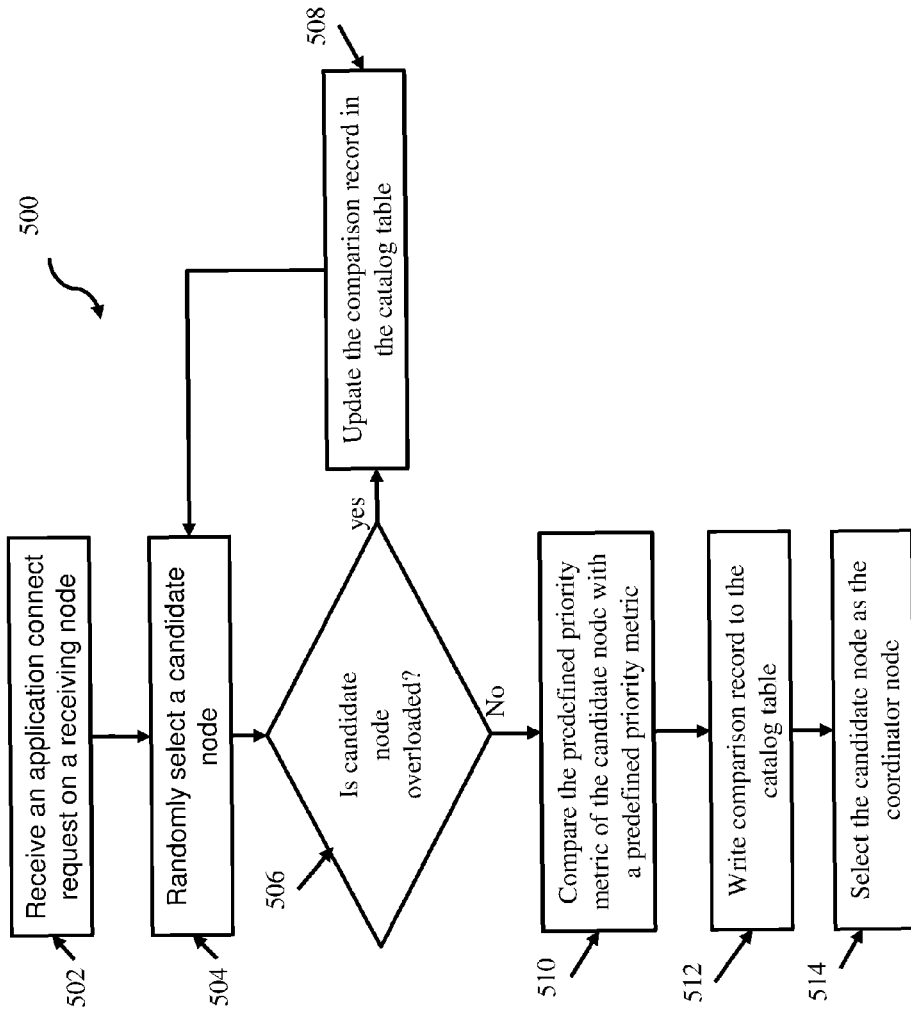 500
Receive an application connect
request on a receiving node
502
Randomly select a candidate
node
504
Is candidate
node
overloaded?
506
yes
Update the comparison record in
the catalog table
508
No
Compare the predefined priority
metric of the candidate node with
a predefined priority metric
510
Write comparison record to the
catalog table
512
Select the candidate node as the
coordinator node
514